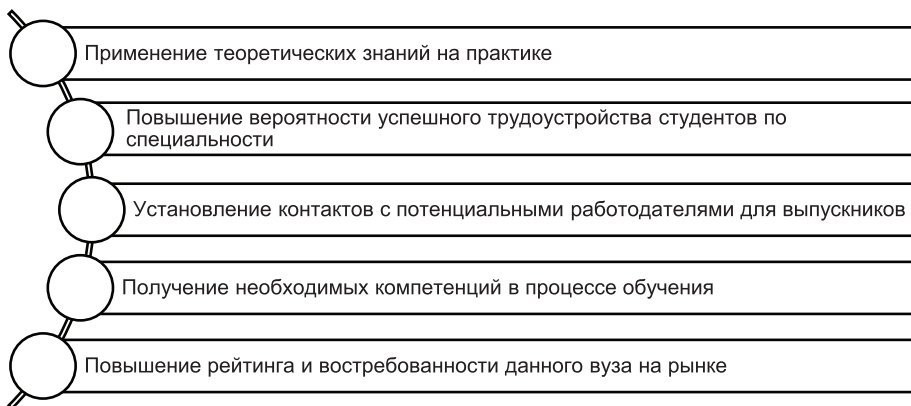 Применение теоретических знаний на практике
Повышение вероятности успешного трудоустройства студентов по
специальности
Установление контактов с потенциальными работодателями для выпускников
Получение необходимых компетенций в процессе обучения
Повышение рейтинга и востребованности данного вуза на рынке